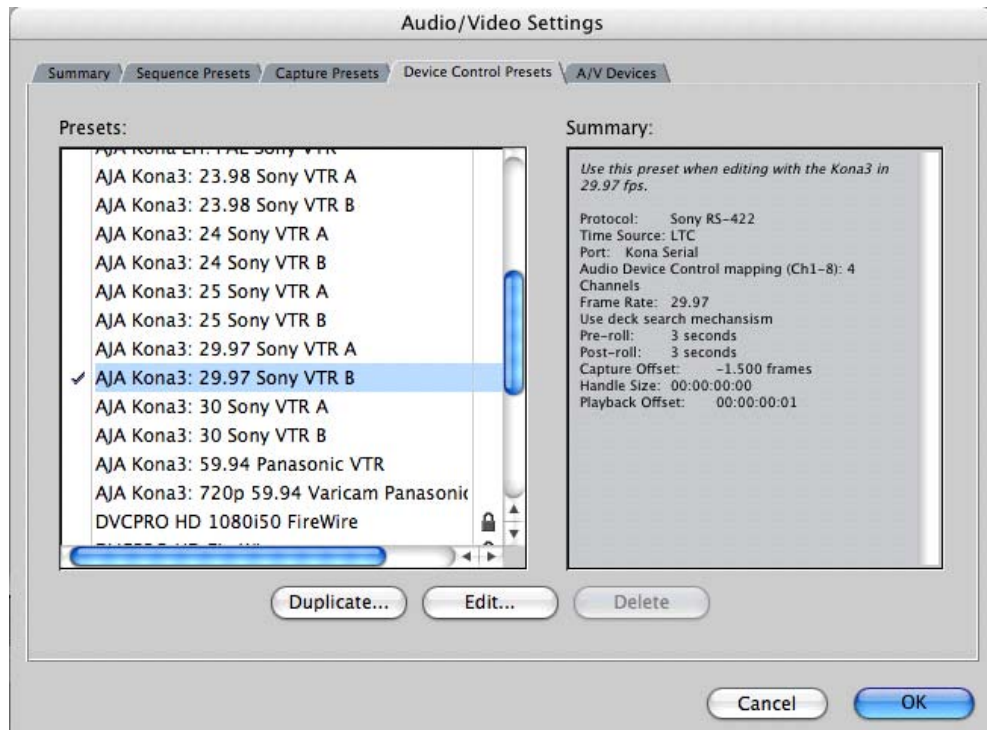 Audio/Video Settings
Summary
Sequence Presets
Capture Presets
Device Control Presets
A/V Devices
Presets:
AJA Kona3: 23.98 Sony VTR A
AJA Kona3: 23.98 Sony VTR B
AJA Kona3: 24 Sony VTR A
AJA Kona3: 24 Sony VTR B
AJA Kona3: 25 Sony VTR A
AJA Kona3: 25 Sony VTR B
AJA Kona3: 29.97 Sony VTR A
AJA Kona3: 29.97 Sony VTR B
AJA Kona3: 30 Sony VTR A
AJA Kona3: 30 Sony VTR B
AJA Kona3: 59.94 Panasonic VTR
AJA Kona3: 720p 59.94 Varicam Panasonic
DVCPRO HD 1080i50 FireWire
Summary:
Use this preset when editing with the Kona3 in
29.97 fps.
Protocol: Sony RS-422
Time Source: LTC
Port: Kona Serial
Audio Device Control mapping (Ch1-8): 4
Channels
Frame Rate: 29.97
Use deck search mechansism
Pre-roll: 3 seconds
Post-roll: 3 seconds
Capture Offset: -1.500 frames
Handle Size: 00:00:00:00
Playback Offset: 00:00:00:01
Duplicate...
Edit...
Delete
Cancel
OK